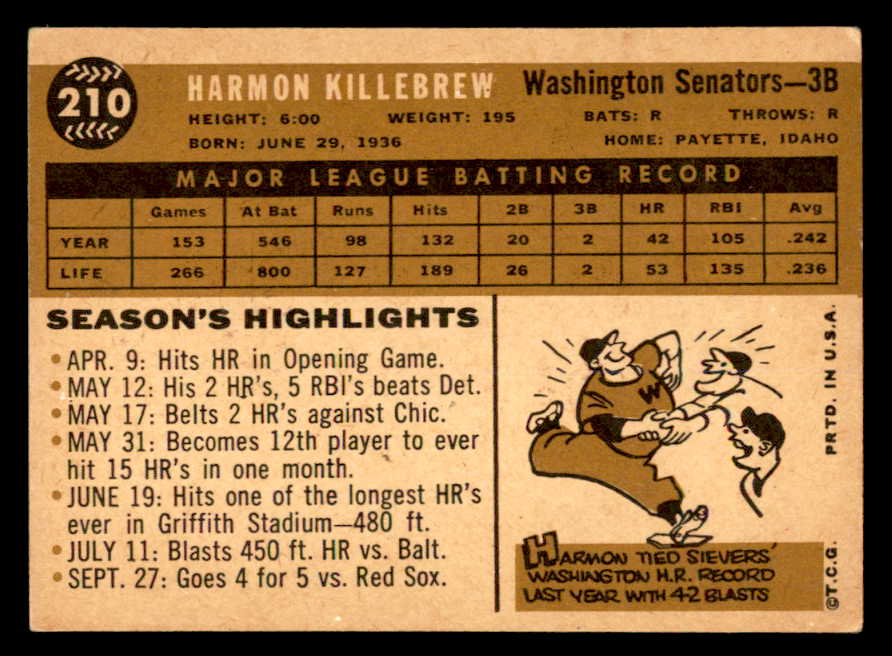 210
HARMON KILLEBREW Washington Senators—3B
HEIGHT: 6:00 WEIGHT: 195 BATS: R THROWS: R
BORN: JUNE 29, 1936 HOME: PAYETTE, IDAHO
MAJOR LEAGUE BATTING RECORD
Games At Bat Runs Hits 2B 3B HR RBI Avg
YEAR 153 546 98 132 20 2 42 105 .242
LIFE 266 800 127 189 26 2 53 135 .236
SEASON'S HIGHLIGHTS
• APR. 9: Hits HR in Opening Game.
• MAY 12: His 2 HR's, 5 RBI's beats Det.
• MAY 17: Belts 2 HR's against Chic.
• MAY 31: Becomes 12th player to ever
hit 15 HR's in one month.
• JUNE 19: Hits one of the longest HR's
ever in Griffith Stadium—480 ft.
• JULY 11: Blasts 450 ft. HR vs. Balt.
• SEPT. 27: Goes 4 for 5 vs. Red Sox.
W
HARMON TIED SIEVERS'
WASHINGTON H.R. RECORD
LAST YEAR WITH 42 BLASTS
©T.C.G. PRTD. IN U.S.A.